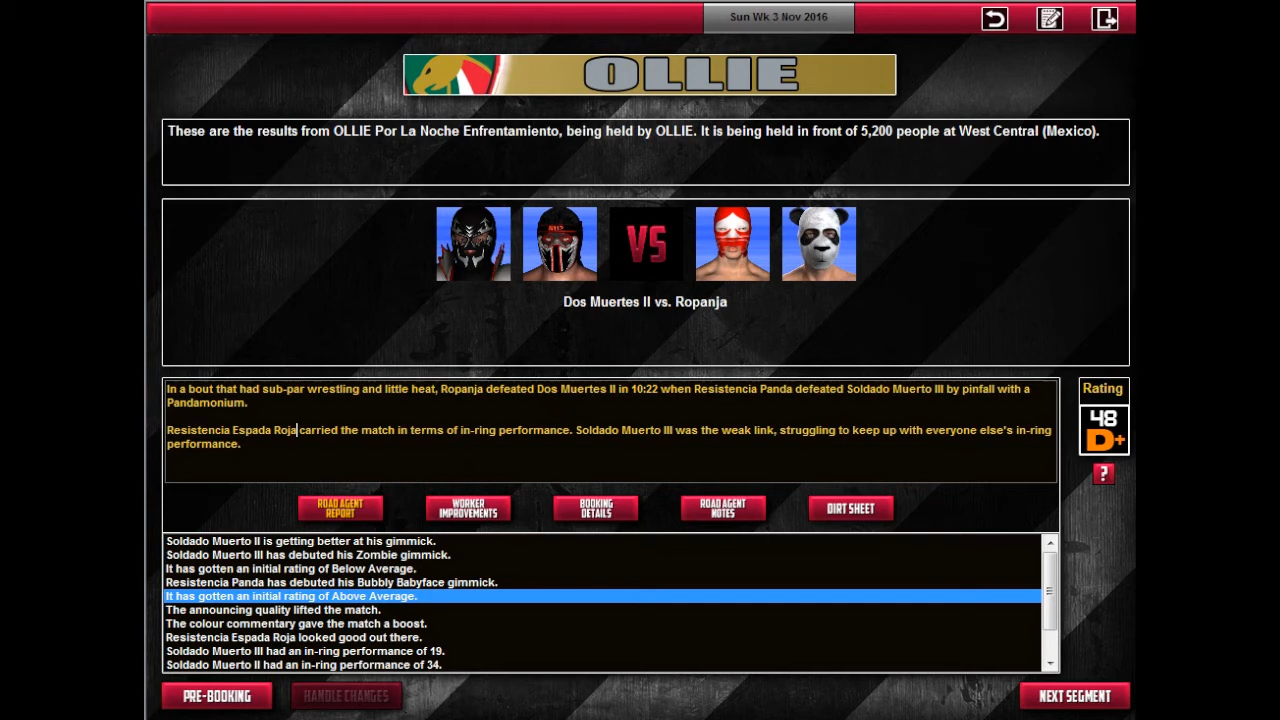 Sun Wk 3 Nov 2016
OLLIE
These are the results from OLLIE Por La Noche Enfrentamiento, being held by OLLIE. It is being held in front of 5,200 people at West Central (Mexico).
VS
Dos Muertes II vs. Ropanja
In a bout that had sub-par wrestling and little heat, Ropanja defeated Dos Muertes II in 10:22 when Resistencia Panda defeated Soldado Muerto III by pinfall with a
Pandamonium.
Resistencia Espada Roja carried the match in terms of in-ring performance. Soldado Muerto III was the weak link, struggling to keep up with everyone else's in-ring
performance.
Rating
48
D+
?
ROAD AGENT
REPORT
WORKER
IMPROVEMENTS
BOOKING
DETAILS
ROAD AGENT
NOTES
DIRT SHEET
Soldado Muerto II is getting better at his gimmick.
Soldado Muerto III has debuted his Zombie gimmick.
It has gotten an initial rating of Below Average.
Resistencia Panda has debuted his Bubbly Babyface gimmick.
It has gotten an initial rating of Above Average.
The announcing quality lifted the match.
The colour commentary gave the match a boost.
Resistencia Espada Roja looked good out there.
Soldado Muerto III had an in-ring performance of 19.
Soldado Muerto II had an in-ring performance of 34.
PRE-BOOKING
HANDLE CHANGES
NEXT SEGMENT